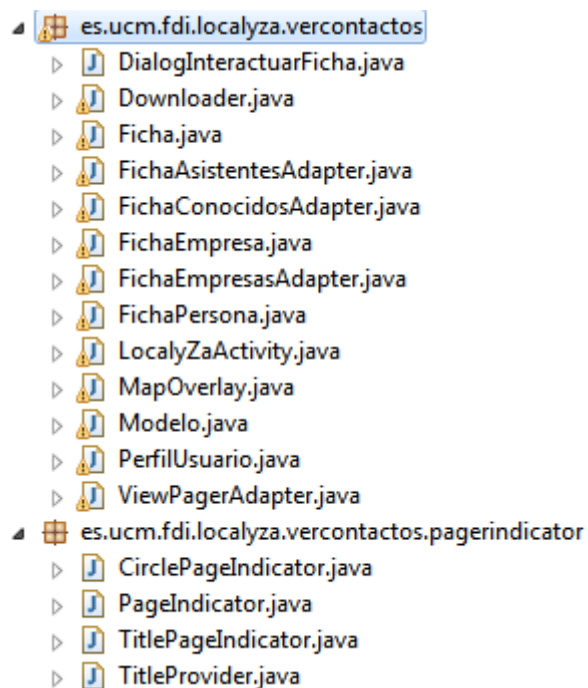 es.ucm.fdi.localyza.vercontactos
DialogInteractuarFicha.java
Downloader.java
Ficha.java
FichaAsistentesAdapter.java
FichaConocidosAdapter.java
FichaEmpresa.java
FichaEmpresasAdapter.java
FichaPersona.java
LocalyZaActivity.java
MapOverlay.java
Modelo.java
PerfilUsuario.java
ViewPagerAdapter.java
es.ucm.fdi.localyza.vercontactos.pagerindicator
CirclePageIndicator.java
PageIndicator.java
TitlePageIndicator.java
TitleProvider.java